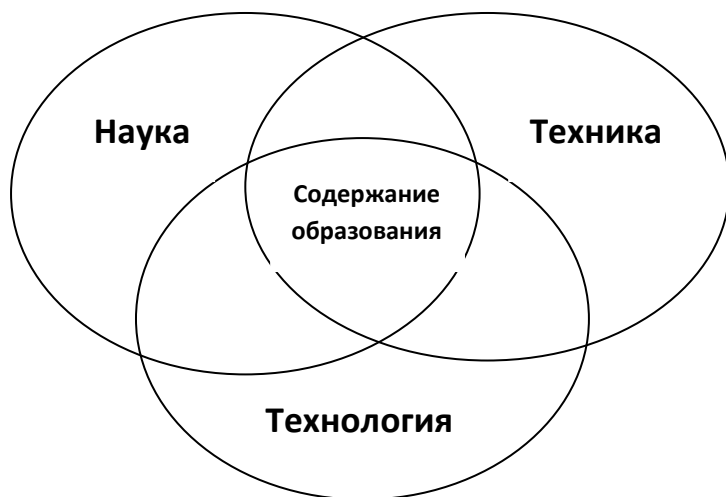 Наука
Техника
Содержание
образования
Технология